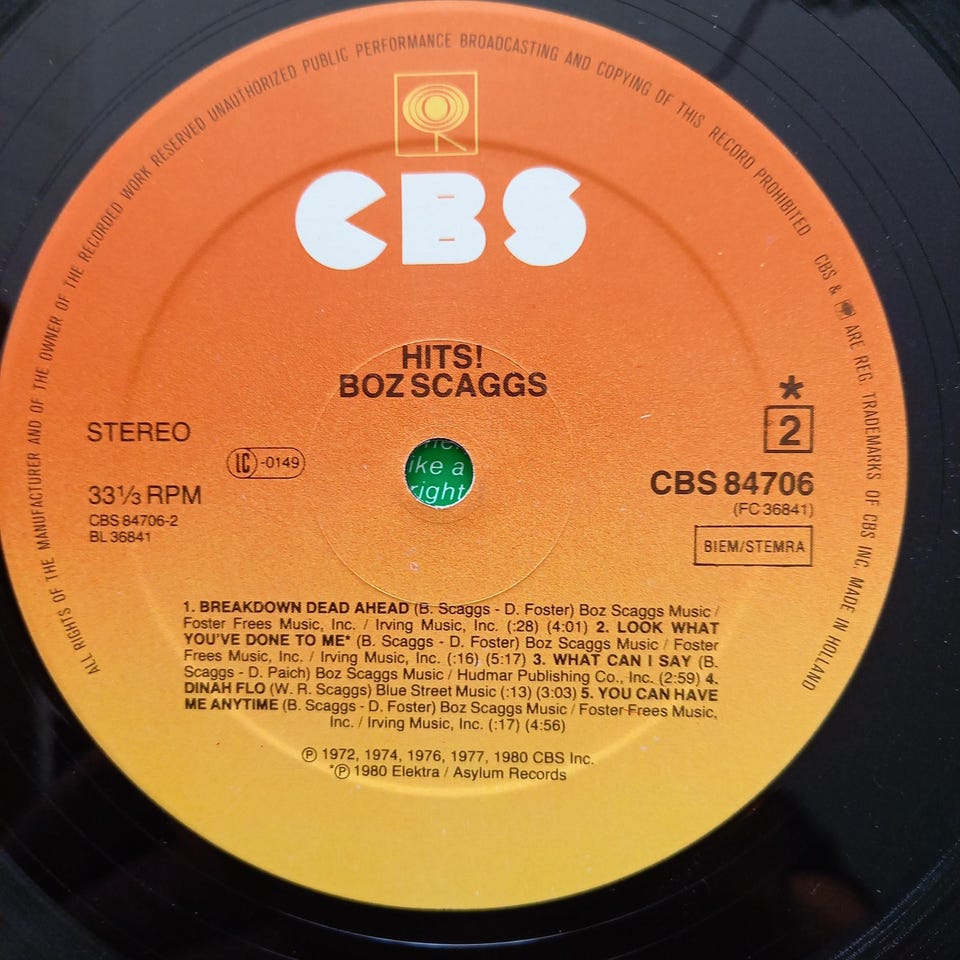 ALL RIGHTS OF THE MANUFACTURER AND OF THE OWNER OF THE RECORDED WORK RESERVED UNAUTHORIZED PUBLIC PERFORMANCE BROADCASTING AND COPYING OF THIS RECORD PROHIBITED
CBS & ARE REG. TRADEMARKS OF CBS INC. MADE IN HOLLAND
CBS
HITS!
BOZ SCAGGS
STEREO
LC-0149
33⅓ RPM
CBS 84706-2
BL 36841
*
2
CBS 84706
(FC 36841)
BIEM/STEMRA
ike a
right
1. BREAKDOWN DEAD AHEAD (B. Scaggs - D. Foster) Boz Scaggs Music /
Foster Frees Music, Inc. / Irving Music, Inc. (:28) (4:01) 2. LOOK WHAT
YOU'VE DONE TO ME* (B. Scaggs - D. Foster) Boz Scaggs Music / Foster
Frees Music, Inc. / Irving Music, Inc. (:16) (5:17) 3. WHAT CAN I SAY (B.
Scaggs - D. Paich) Boz Scaggs Music / Hudmar Publishing Co., Inc. (2:59) 4.
DINAH FLO (W. R. Scaggs) Blue Street Music (:13) (3:03) 5. YOU CAN HAVE
ME ANYTIME (B. Scaggs - D. Foster) Boz Scaggs Music / Foster-Frees Music,
Inc. / Irving Music, Inc. (:17) (4:56)
℗ 1972, 1974, 1976, 1977, 1980 CBS Inc.
*℗ 1980 Elektra / Asylum Records